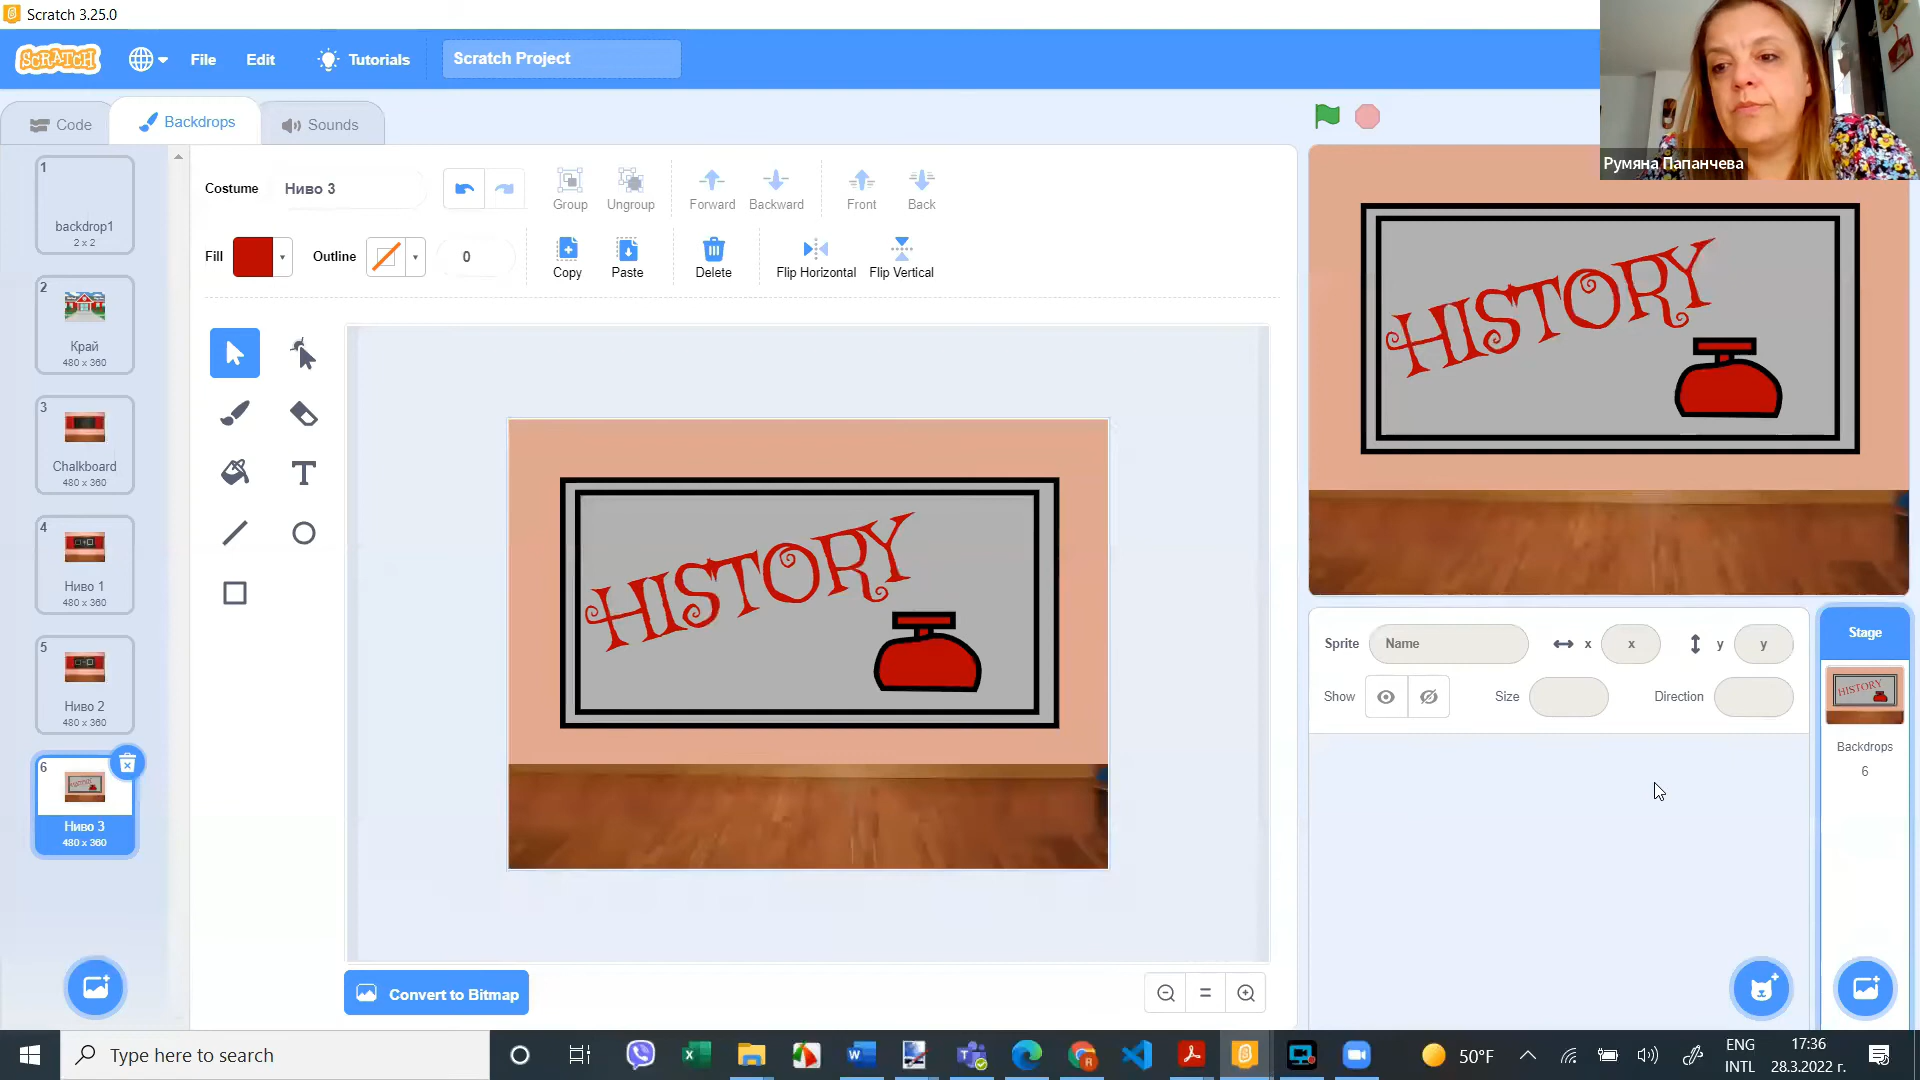 Scratch 3.25.0
SCRATCH
File
Edit
Tutorials
Scratch Project
Code
Backdrops
Sounds
Румяна Папанчева
1
backdrop1
2 x 2
2
Край
480 x 360
3
Chalkboard
480 x 360
4
Ниво 1
480 x 360
5
Ниво 2
480 x 360
6
Ниво 3
480 x 360
Costume
Ниво 3
Group
Ungroup
Forward
Backward
Front
Back
Fill
Outline
0
Copy
Paste
Delete
Flip Horizontal
Flip Vertical
T
HISTORY
Convert to Bitmap
HISTORY
Sprite
Name
x
x
y
y
Show
Size
Direction
Stage
HISTORY
Backdrops
6
Type here to search
50°F
ENG
INTL
17:36
28.3.2022 г.